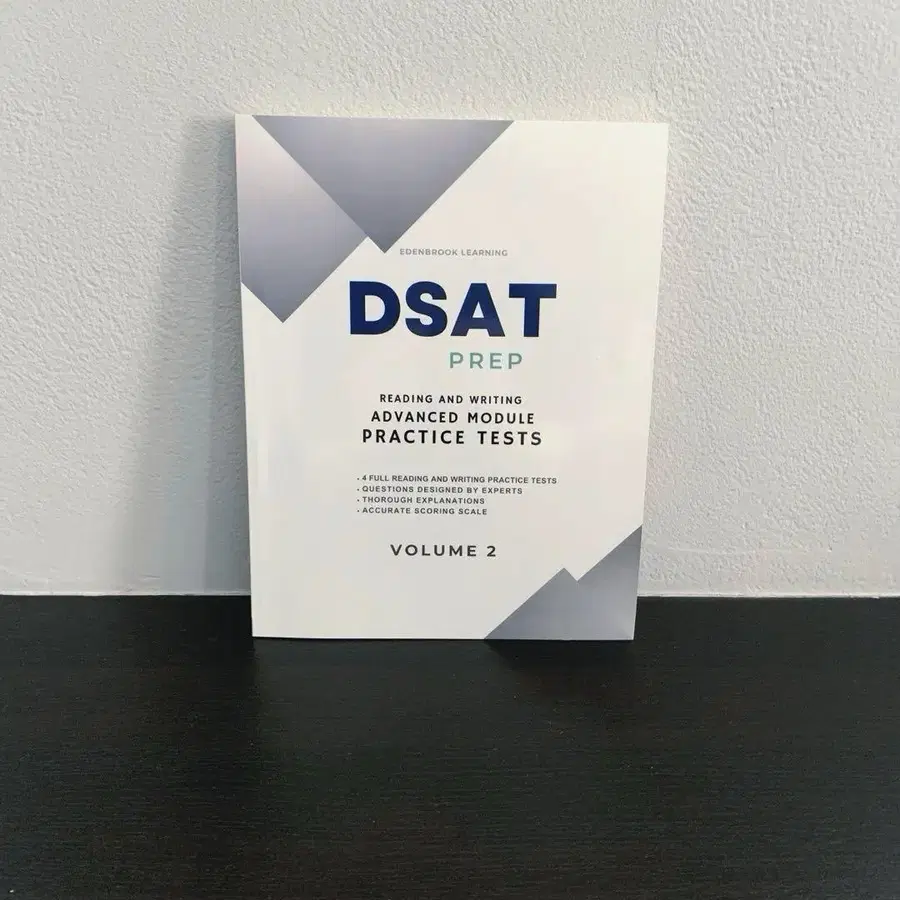 EDENBROOK LEARNING
DSAT
PREP
READING AND WRITING
ADVANCED MODULE
PRACTICE TESTS
• 4 FULL READING AND WRITING PRACTICE TESTS
• QUESTIONS DESIGNED BY EXPERTS
• THOROUGH EXPLANATIONS
• ACCURATE SCORING SCALE
VOLUME 2